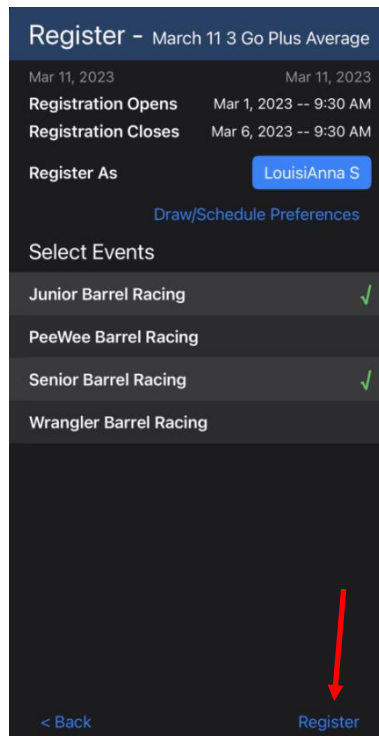 Register - March 11 3 Go Plus Average
Mar 11, 2023 Mar 11, 2023
Registration Opens Mar 1, 2023 -- 9:30 AM
Registration Closes Mar 6, 2023 -- 9:30 AM
Register As LouisiAnna S
Draw/Schedule Preferences
Select Events
Junior Barrel Racing √
PeeWee Barrel Racing
Senior Barrel Racing √
Wrangler Barrel Racing
< Back Register